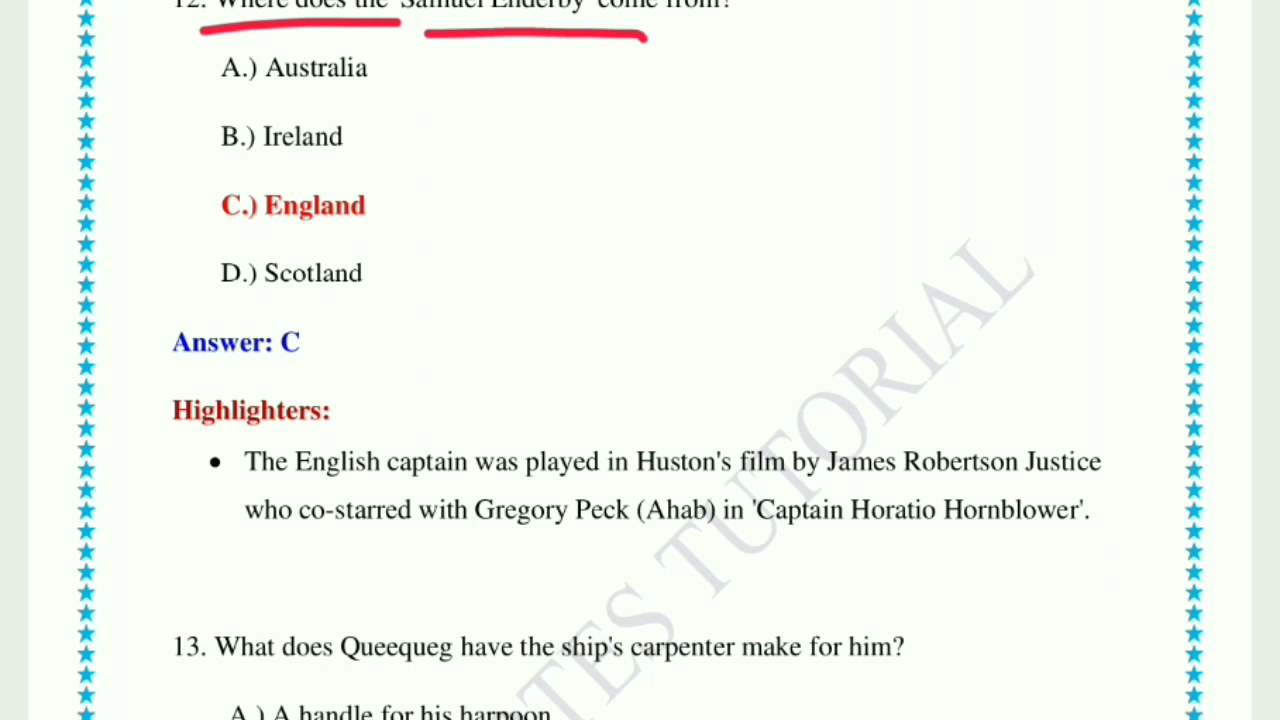 12. Where does the 'Samuel Enderby' come from?
A.) Australia
B.) Ireland
C.) England
D.) Scotland
Answer: C
Highlighters:
• The English captain was played in Huston's film by James Robertson Justice
who co-starred with Gregory Peck (Ahab) in 'Captain Horatio Hornblower'.
TES TUTORIAL
13. What does Queequeg have the ship's carpenter make for him?
A.) A handle for his harpoon